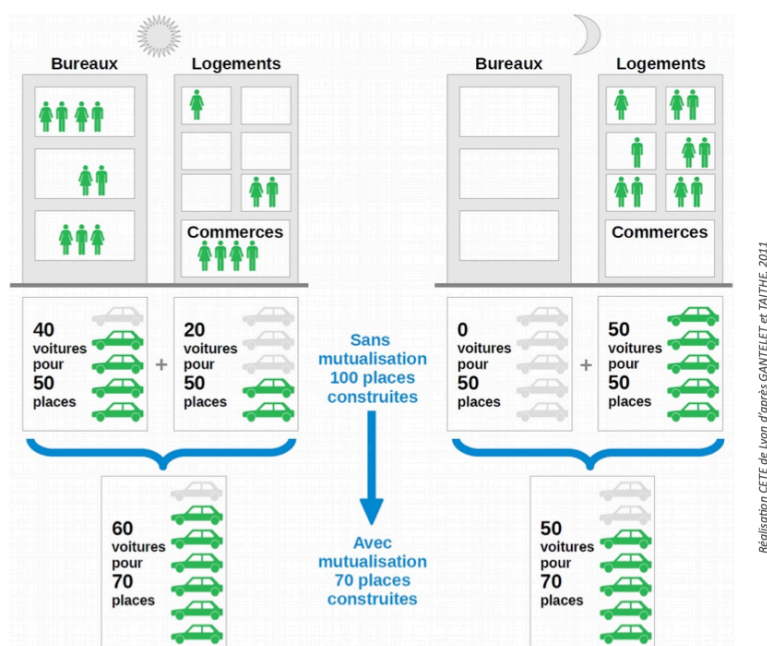 Bureaux
Logements
Commerces
40
voitures
pour
50
places
+
20
voitures
pour
50
places
60
voitures
pour
70
places
Sans
mutualisation
100 places
construites
Avec
mutualisation
70 places
construites
Bureaux
Logements
Commerces
0
voitures
pour
50
places
+
50
voitures
pour
50
places
50
voitures
pour
70
places
Réalisation CETE de Lyon d'après GANTELET et TAITHE, 2011